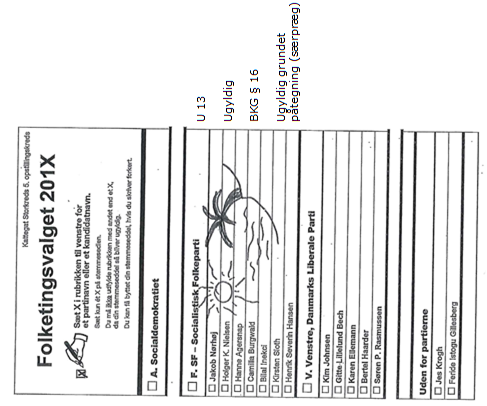 Kattegat Storkreds 5. opstillingskreds
Folketingsvalget 201X
Sæt X i rubrikken til venstre for
et partinavn eller et kandidatnavn.
Sæt kun ét X på stemmesedlen.
Du må ikke udfylde rubrikken med andet end et X,
da din stemmeseddel så bliver ugyldig.
Du kan få byttet din stemmeseddel, hvis du skriver forkert.
A. Socialdemokratiet
F. SF – Socialistisk Folkeparti
Jakob Nørhøj
Holger K. Nielsen
Hanne Agersnap
Camilla Burgwald
Bilal Inekci
Kirsten Sloth
Henrik Severin Hansen
V. Venstre, Danmarks Liberale Parti
Kim Johnsen
Gitte Lillelund Bech
Karen Ellemann
Bertel Haarder
Søren P. Rasmussen
Uden for partierne
Jes Krogh
Feride Istogu Gillesberg
U 13
Ugyldig
BKG § 16
Ugyldig grundet
påtegning (særpræg)